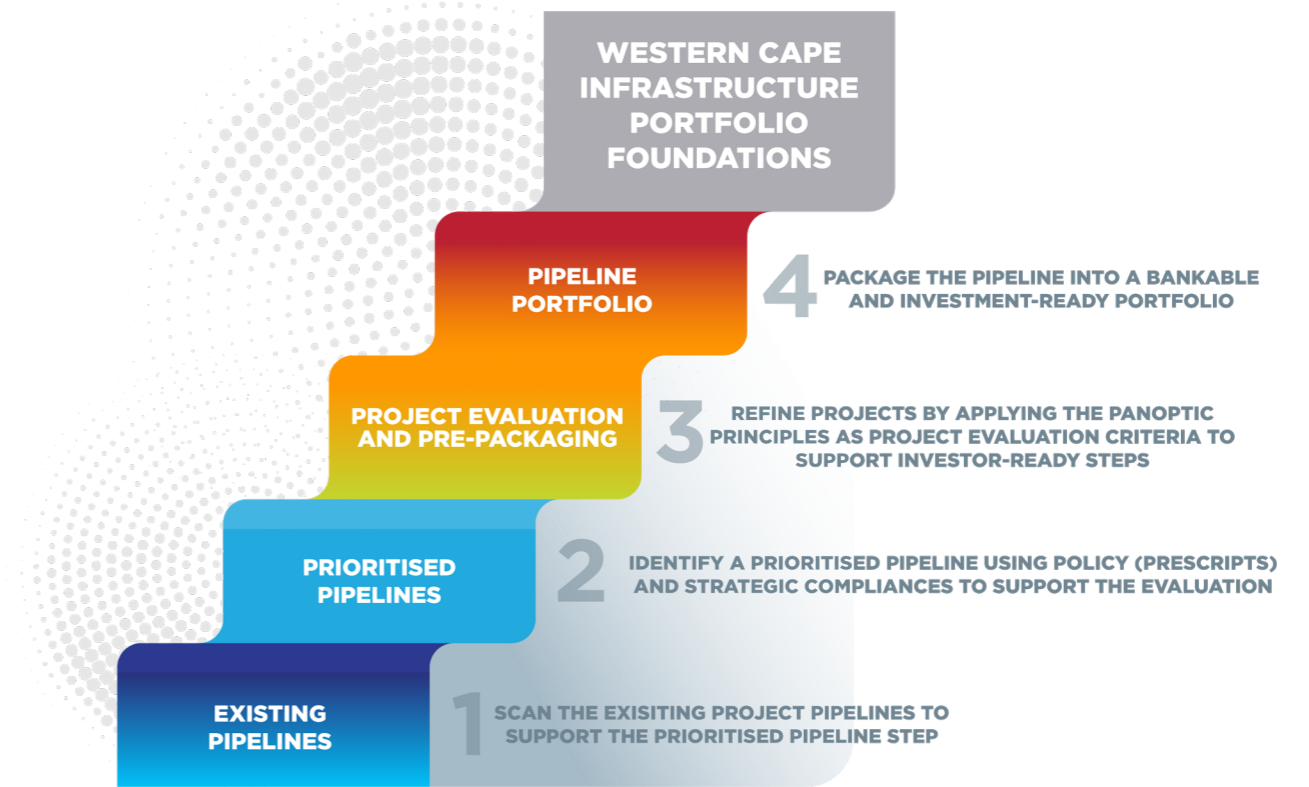 WESTERN CAPE
INFRASTRUCTURE
PORTFOLIO
FOUNDATIONS
PIPELINE
PORTFOLIO
4
PACKAGE THE PIPELINE INTO A BANKABLE
AND INVESTMENT-READY PORTFOLIO
PROJECT EVALUATION
AND PRE-PACKAGING
3
REFINE PROJECTS BY APPLYING THE PANOPTIC
PRINCIPLES AS PROJECT EVALUATION CRITERIA TO
SUPPORT INVESTOR-READY STEPS
PRIORITISED
PIPELINES
2
IDENTIFY A PRIORITISED PIPELINE USING POLICY (PRESCRIPTS)
AND STRATEGIC COMPLIANCES TO SUPPORT THE EVALUATION
EXISTING
PIPELINES
1
SCAN THE EXISITING PROJECT PIPELINES TO
SUPPORT THE PRIORITISED PIPELINE STEP